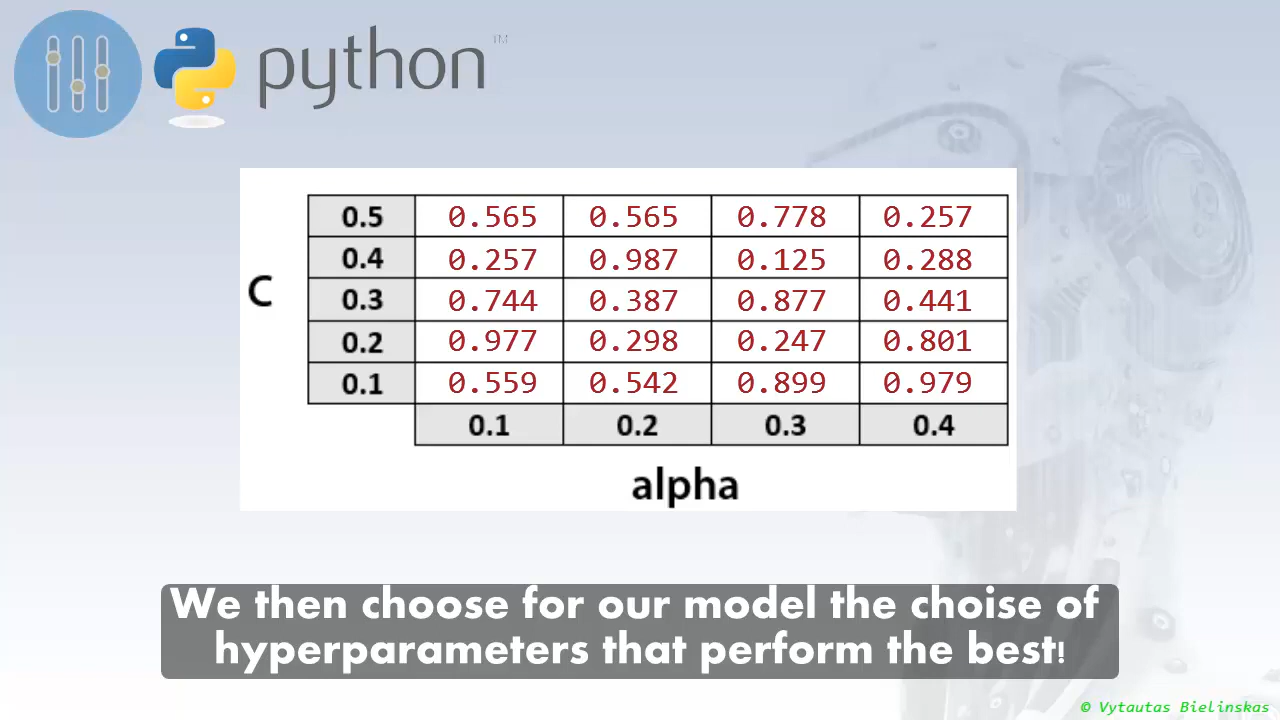 python™
0.5 0.565 0.565 0.778 0.257
0.4 0.257 0.987 0.125 0.288
C
0.3 0.744 0.387 0.877 0.441
0.2 0.977 0.298 0.247 0.801
0.1 0.559 0.542 0.899 0.979
0.1 0.2 0.3 0.4
alpha
We then choose for our model the choise of
hyperparameters that perform the best!
© Vytautas Bielinskas